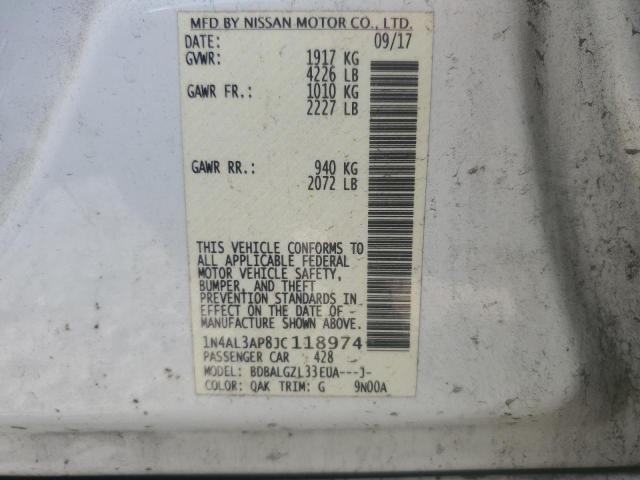 MFD BY NISSAN MOTOR CO., LTD.
DATE: 09/17
GVWR: 1917 KG
4226 LB
GAWR FR.: 1010 KG
2227 LB
GAWR RR.: 940 KG
2072 LB
THIS VEHICLE CONFORMS TO
ALL APPLICABLE FEDERAL
MOTOR VEHICLE SAFETY,
BUMPER, AND THEFT
PREVENTION STANDARDS IN
EFFECT ON THE DATE OF
MANUFACTURE SHOWN ABOVE.
1N4AL3AP8JC118974
PASSENGER CAR 428
MODEL: BDBALGZL33EUA---J-
COLOR: QAK TRIM: G 9N00A